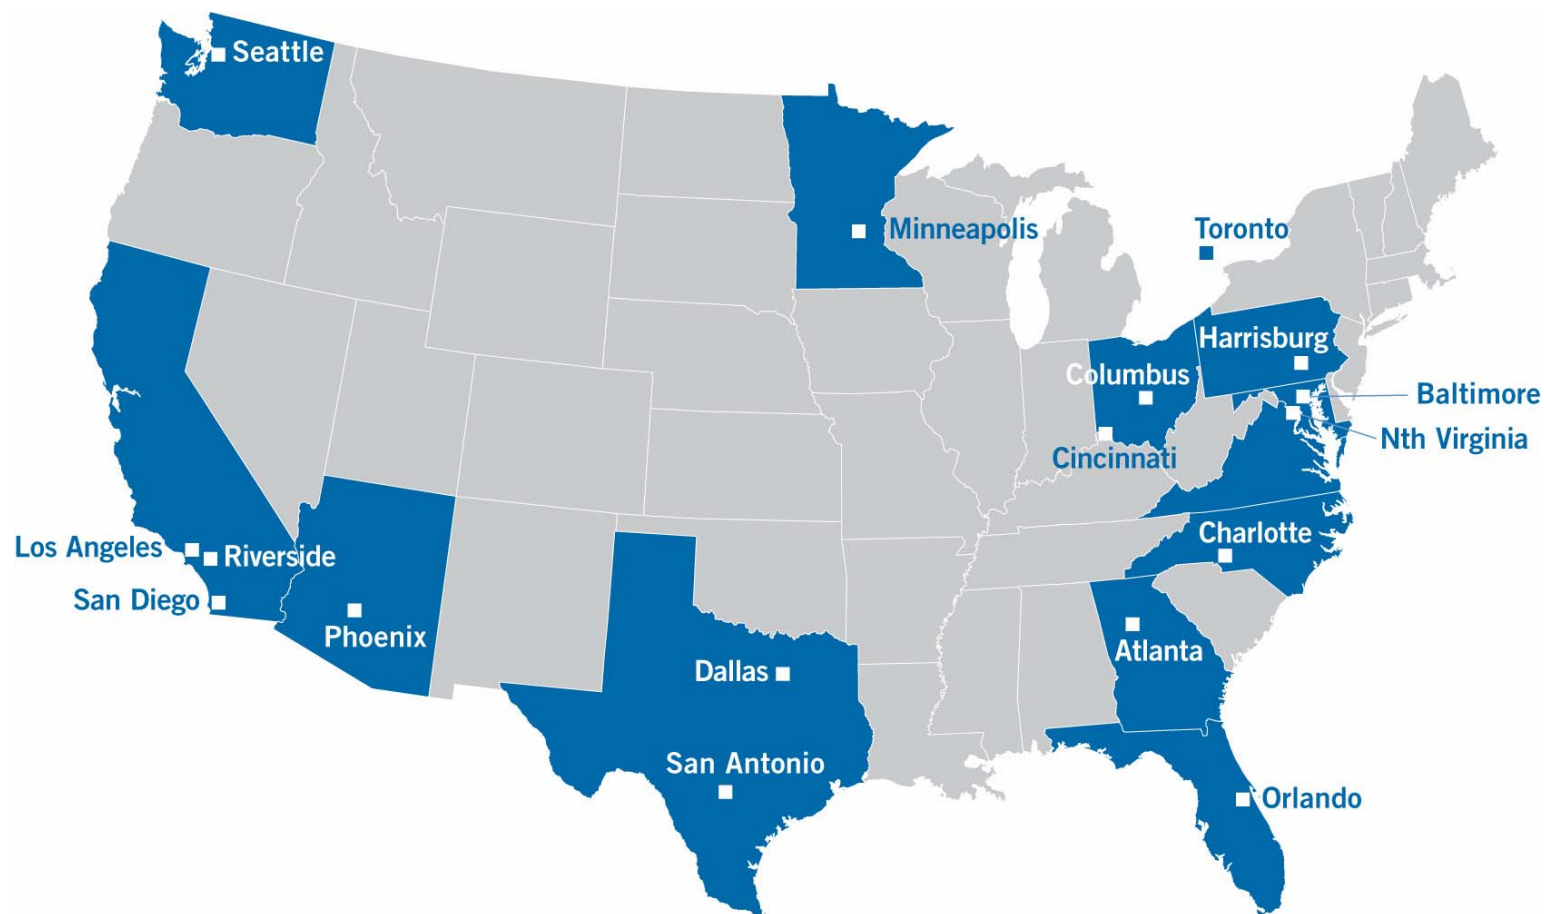 Seattle
Minneapolis
Toronto
Harrisburg
Columbus
Baltimore
Nth Virginia
Cincinnati
Charlotte
Los Angeles
Riverside
San Diego
Phoenix
Atlanta
Dallas
San Antonio
Orlando